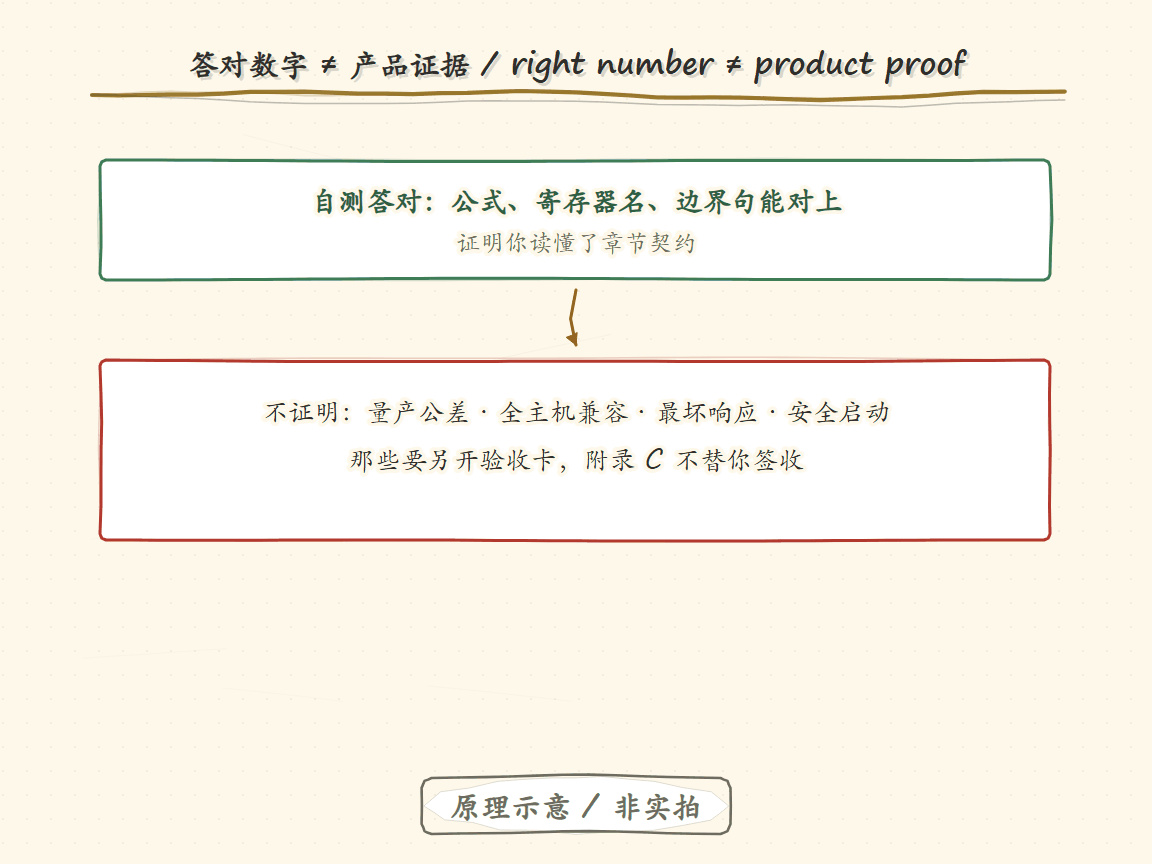 答对数字 ≠ 产品证据 / right number ≠ product proof
自测答对：公式、寄存器名、边界句能对上
证明你读懂了章节契约
不证明：量产公差 · 全主机兼容 · 最坏响应 · 安全启动
那些要另开验收卡，附录 C 不替你签收
原理示意 / 非实拍